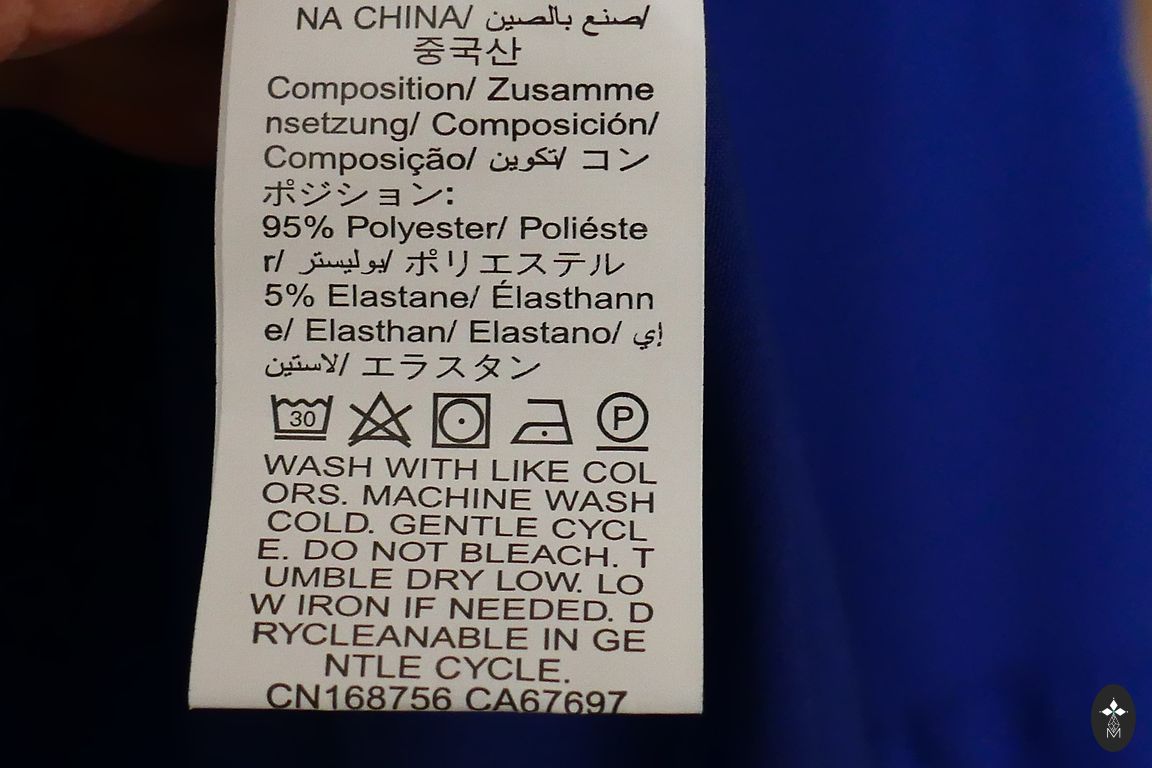 NA CHINA/ صنع بالصين/
중국산
Composition/ Zusamme
nsetzung/ Composición/
Composição/ تكوين/ コン
ポジション:
95% Polyester/ Poliéste
r/ بوليستر/ ポリエステル
5% Elastane/ Élasthann
e/ Elasthan/ Elastano/ إي
لاستين/ エラスタン
30 P
WASH WITH LIKE COL
ORS. MACHINE WASH
COLD. GENTLE CYCL
E. DO NOT BLEACH. T
UMBLE DRY LOW. LO
W IRON IF NEEDED. D
RYCLEANABLE IN GE
NTLE CYCLE.
CN168756 CA67697
M